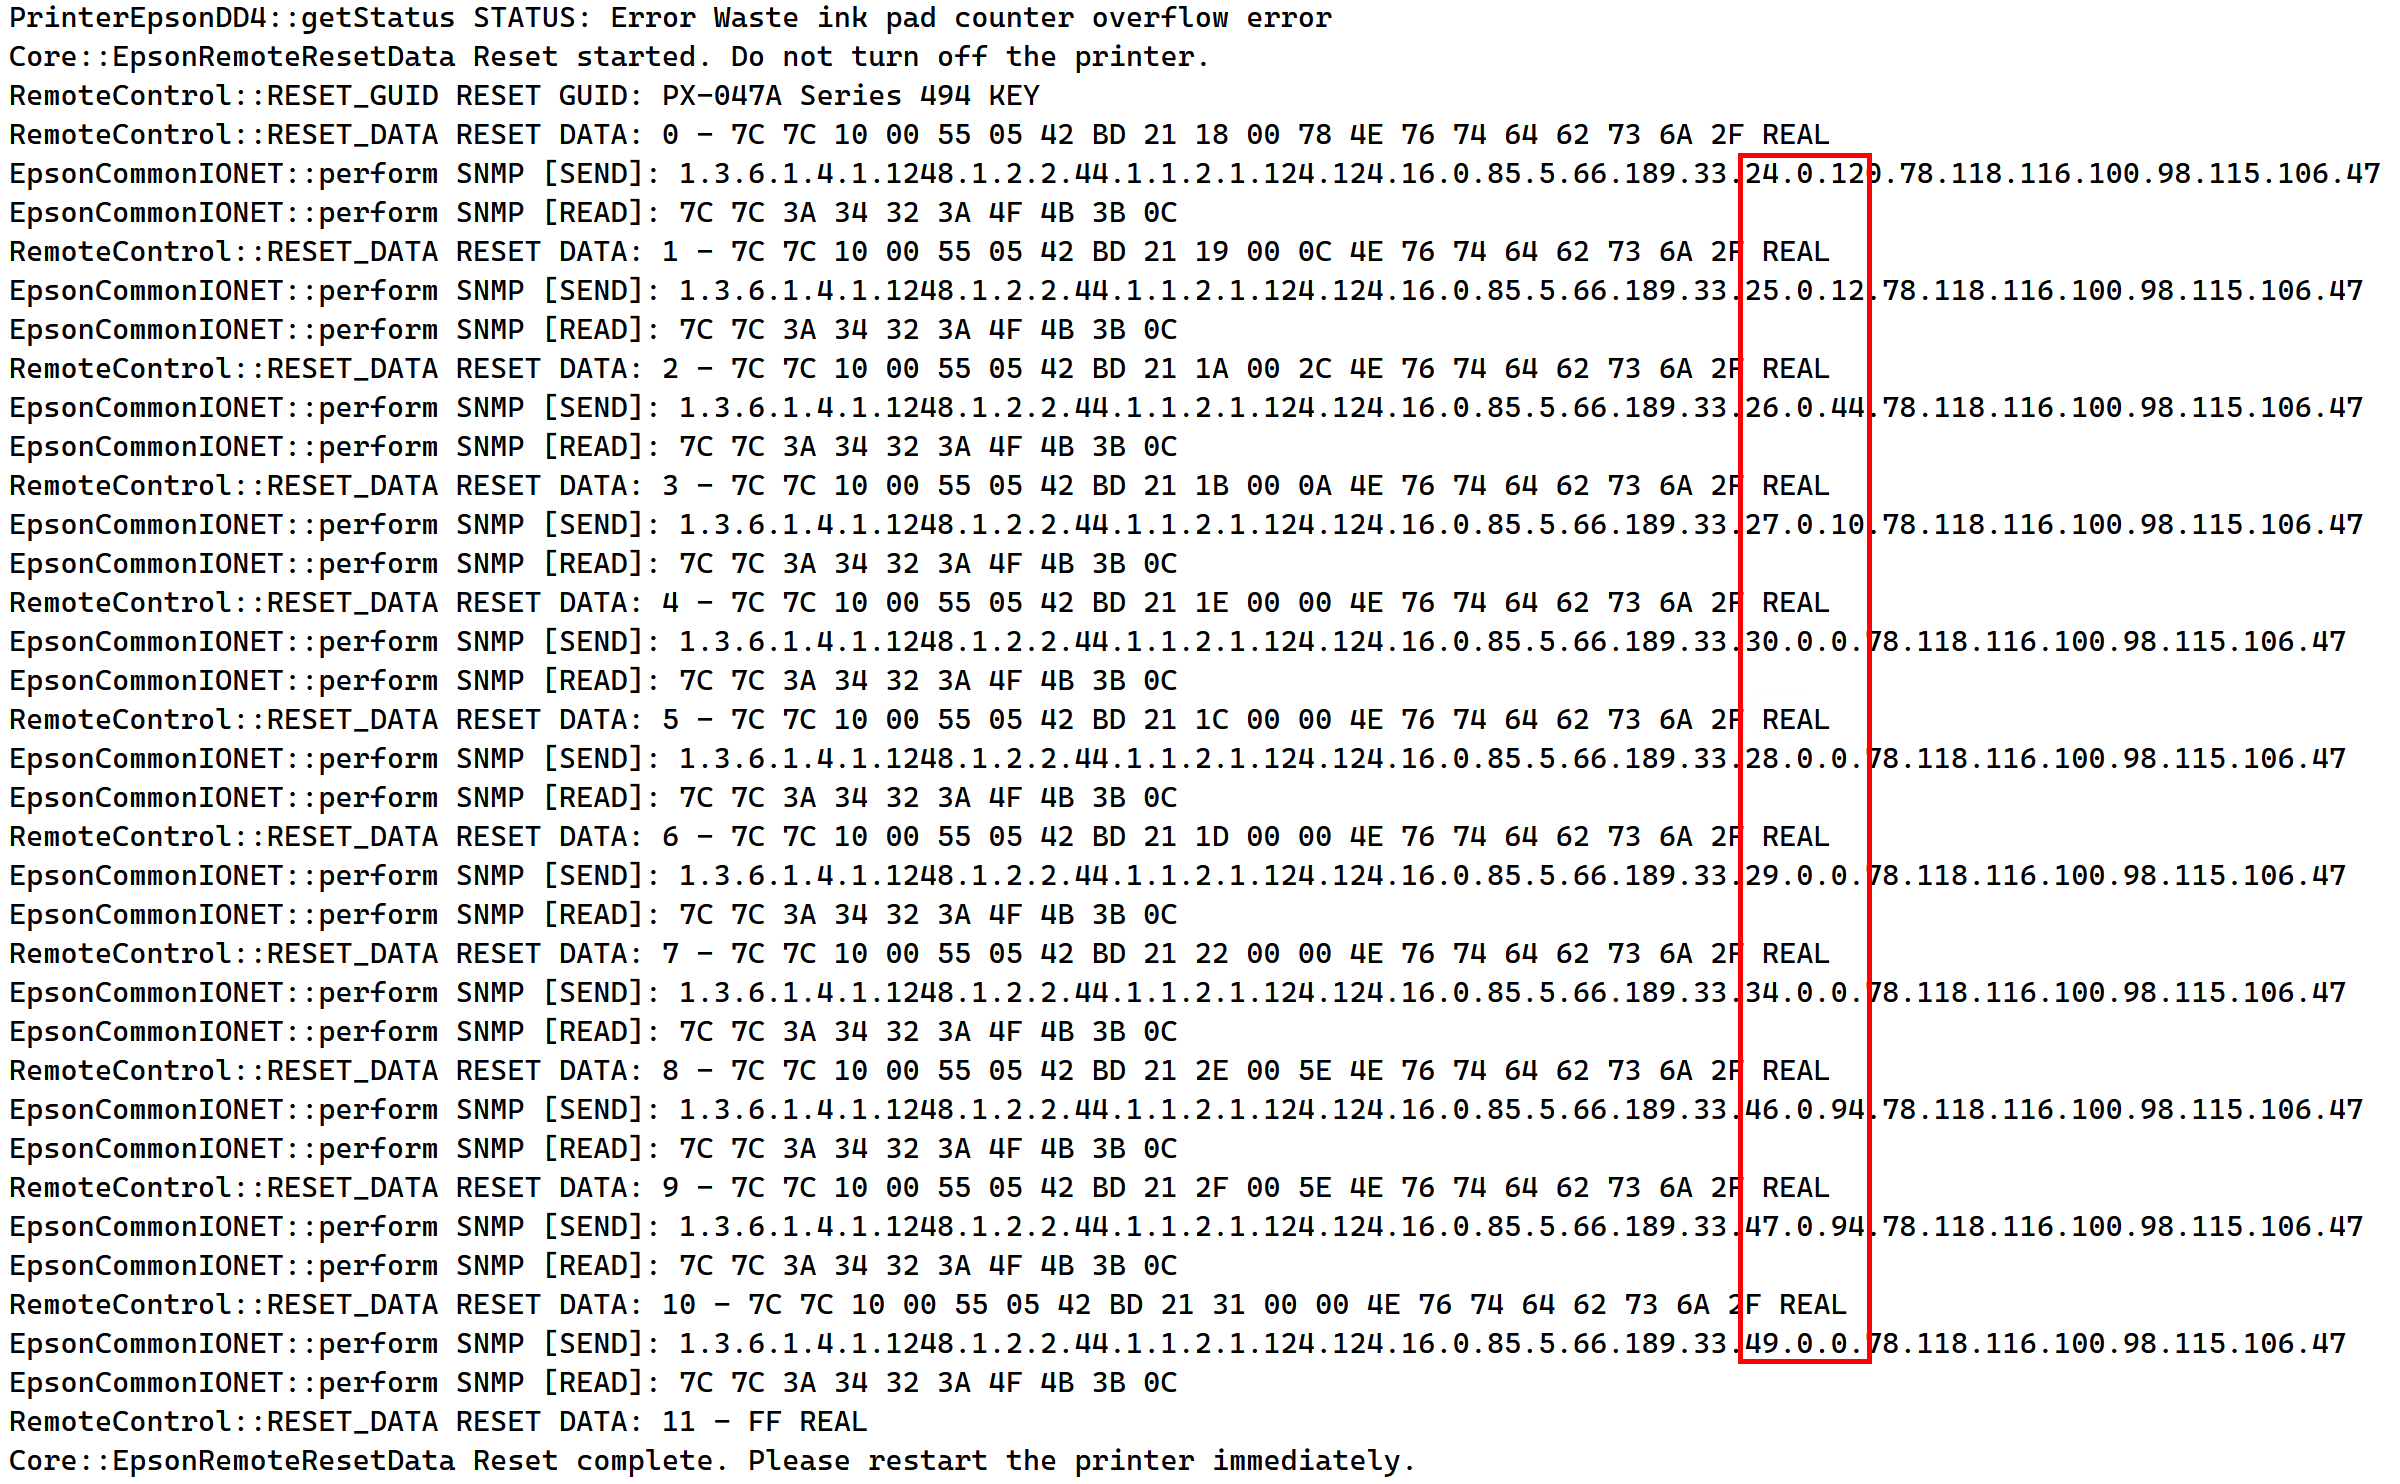 PrinterEpsonDD4::getStatus STATUS: Error Waste ink pad counter overflow error
Core::EpsonRemoteResetData Reset started. Do not turn off the printer.
RemoteControl::RESET_GUID RESET GUID: PX-047A Series 494 KEY
RemoteControl::RESET_DATA RESET DATA: 0 - 7C 7C 10 00 55 05 42 BD 21 18 00 78 4E 76 74 64 62 73 6A 2F REAL
EpsonCommonIONET::perform SNMP [SEND]: 1.3.6.1.4.1.1248.1.2.2.44.1.1.2.1.124.124.16.0.85.5.66.189.33.24.0.120.78.118.116.100.98.115.106.47
EpsonCommonIONET::perform SNMP [READ]: 7C 7C 3A 34 32 3A 4F 4B 3B 0C
RemoteControl::RESET_DATA RESET DATA: 1 - 7C 7C 10 00 55 05 42 BD 21 19 00 0C 4E 76 74 64 62 73 6A 2F REAL
EpsonCommonIONET::perform SNMP [SEND]: 1.3.6.1.4.1.1248.1.2.2.44.1.1.2.1.124.124.16.0.85.5.66.189.33.25.0.12.78.118.116.100.98.115.106.47
EpsonCommonIONET::perform SNMP [READ]: 7C 7C 3A 34 32 3A 4F 4B 3B 0C
RemoteControl::RESET_DATA RESET DATA: 2 - 7C 7C 10 00 55 05 42 BD 21 1A 00 2C 4E 76 74 64 62 73 6A 2F REAL
EpsonCommonIONET::perform SNMP [SEND]: 1.3.6.1.4.1.1248.1.2.2.44.1.1.2.1.124.124.16.0.85.5.66.189.33.26.0.44.78.118.116.100.98.115.106.47
EpsonCommonIONET::perform SNMP [READ]: 7C 7C 3A 34 32 3A 4F 4B 3B 0C
RemoteControl::RESET_DATA RESET DATA: 3 - 7C 7C 10 00 55 05 42 BD 21 1B 00 0A 4E 76 74 64 62 73 6A 2F REAL
EpsonCommonIONET::perform SNMP [SEND]: 1.3.6.1.4.1.1248.1.2.2.44.1.1.2.1.124.124.16.0.85.5.66.189.33.27.0.10.78.118.116.100.98.115.106.47
EpsonCommonIONET::perform SNMP [READ]: 7C 7C 3A 34 32 3A 4F 4B 3B 0C
RemoteControl::RESET_DATA RESET DATA: 4 - 7C 7C 10 00 55 05 42 BD 21 1E 00 00 4E 76 74 64 62 73 6A 2F REAL
EpsonCommonIONET::perform SNMP [SEND]: 1.3.6.1.4.1.1248.1.2.2.44.1.1.2.1.124.124.16.0.85.5.66.189.33.30.0.0.78.118.116.100.98.115.106.47
EpsonCommonIONET::perform SNMP [READ]: 7C 7C 3A 34 32 3A 4F 4B 3B 0C
RemoteControl::RESET_DATA RESET DATA: 5 - 7C 7C 10 00 55 05 42 BD 21 1C 00 00 4E 76 74 64 62 73 6A 2F REAL
EpsonCommonIONET::perform SNMP [SEND]: 1.3.6.1.4.1.1248.1.2.2.44.1.1.2.1.124.124.16.0.85.5.66.189.33.28.0.0.78.118.116.100.98.115.106.47
EpsonCommonIONET::perform SNMP [READ]: 7C 7C 3A 34 32 3A 4F 4B 3B 0C
RemoteControl::RESET_DATA RESET DATA: 6 - 7C 7C 10 00 55 05 42 BD 21 1D 00 00 4E 76 74 64 62 73 6A 2F REAL
EpsonCommonIONET::perform SNMP [SEND]: 1.3.6.1.4.1.1248.1.2.2.44.1.1.2.1.124.124.16.0.85.5.66.189.33.29.0.0.78.118.116.100.98.115.106.47
EpsonCommonIONET::perform SNMP [READ]: 7C 7C 3A 34 32 3A 4F 4B 3B 0C
RemoteControl::RESET_DATA RESET DATA: 7 - 7C 7C 10 00 55 05 42 BD 21 22 00 00 4E 76 74 64 62 73 6A 2F REAL
EpsonCommonIONET::perform SNMP [SEND]: 1.3.6.1.4.1.1248.1.2.2.44.1.1.2.1.124.124.16.0.85.5.66.189.33.34.0.0.78.118.116.100.98.115.106.47
EpsonCommonIONET::perform SNMP [READ]: 7C 7C 3A 34 32 3A 4F 4B 3B 0C
RemoteControl::RESET_DATA RESET DATA: 8 - 7C 7C 10 00 55 05 42 BD 21 2E 00 5E 4E 76 74 64 62 73 6A 2F REAL
EpsonCommonIONET::perform SNMP [SEND]: 1.3.6.1.4.1.1248.1.2.2.44.1.1.2.1.124.124.16.0.85.5.66.189.33.46.0.94.78.118.116.100.98.115.106.47
EpsonCommonIONET::perform SNMP [READ]: 7C 7C 3A 34 32 3A 4F 4B 3B 0C
RemoteControl::RESET_DATA RESET DATA: 9 - 7C 7C 10 00 55 05 42 BD 21 2F 00 5E 4E 76 74 64 62 73 6A 2F REAL
EpsonCommonIONET::perform SNMP [SEND]: 1.3.6.1.4.1.1248.1.2.2.44.1.1.2.1.124.124.16.0.85.5.66.189.33.47.0.94.78.118.116.100.98.115.106.47
EpsonCommonIONET::perform SNMP [READ]: 7C 7C 3A 34 32 3A 4F 4B 3B 0C
RemoteControl::RESET_DATA RESET DATA: 10 - 7C 7C 10 00 55 05 42 BD 21 31 00 00 4E 76 74 64 62 73 6A 2F REAL
EpsonCommonIONET::perform SNMP [SEND]: 1.3.6.1.4.1.1248.1.2.2.44.1.1.2.1.124.124.16.0.85.5.66.189.33.49.0.0.78.118.116.100.98.115.106.47
EpsonCommonIONET::perform SNMP [READ]: 7C 7C 3A 34 32 3A 4F 4B 3B 0C
RemoteControl::RESET_DATA RESET DATA: 11 - FF REAL
Core::EpsonRemoteResetData Reset complete. Please restart the printer immediately.